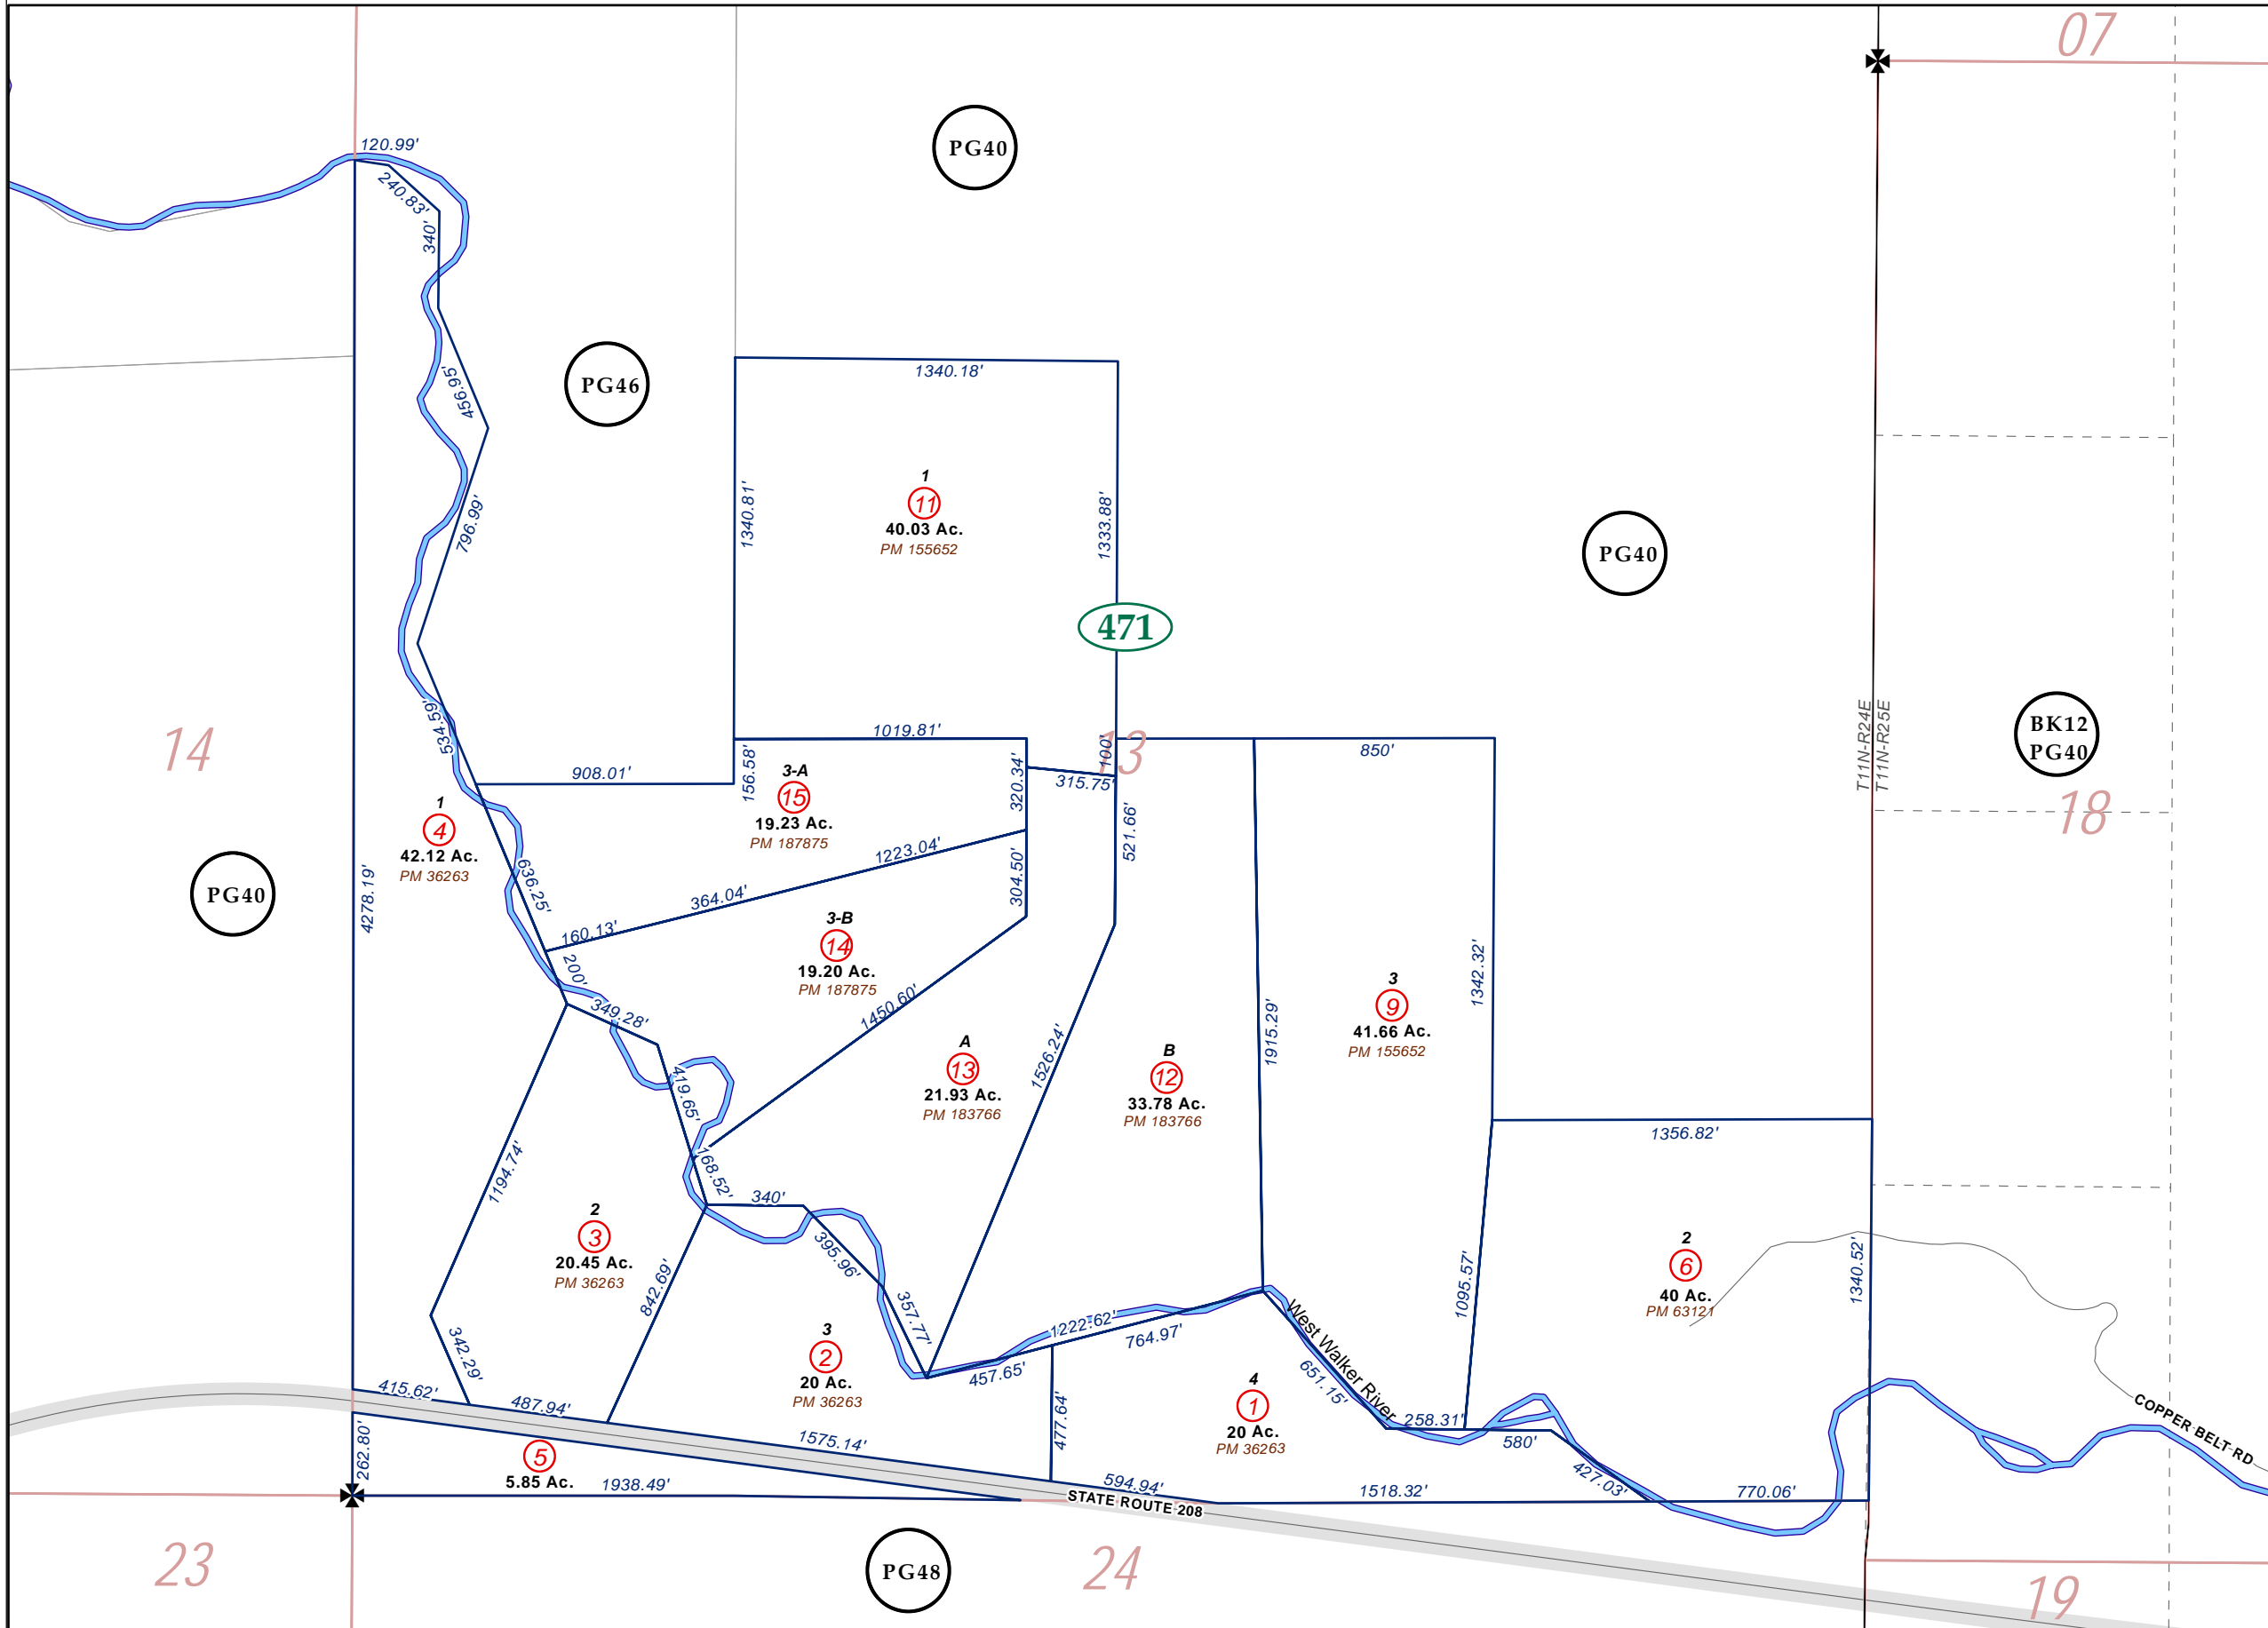 07
PG40
120.99'
240.83'
340'
456.95'
PG46
1340.18'
796.99'
1340.81'
1
11
40.03 Ac.
PM 155652
1333.88'
PG40
471
534.59'
14
908.01'
1019.81'
156.58'
3-A
15
19.23 Ac.
PM 187875
320.34'
100'
13
315.75'
850'
T11N-R24E
T11N-R25E
BK12
PG40
18
1
4
42.12 Ac.
PM 36263
PG40
4278.19'
636.25'
160.13'
364.04'
1223.04'
304.50'
521.66'
200'
3-B
14
19.20 Ac.
PM 187875
349.28'
1450.60'
419.65'
168.52'
A
13
21.93 Ac.
PM 183766
1526.24'
B
12
33.78 Ac.
PM 183766
1915.29'
3
9
41.66 Ac.
PM 155652
1342.32'
1356.82'
1194.74'
2
3
20.45 Ac.
PM 36263
340'
395.96'
357.77'
842.69'
342.29'
3
2
20 Ac.
PM 36263
1222.62'
457.65'
764.97'
477.64'
West Walker River
651.15'
4
1
20 Ac.
PM 36263
1095.57'
258.31'
580'
427.03'
2
6
40 Ac.
PM 63121
1340.52'
COPPER BELT RD
415.62'
487.94'
1575.14'
594.94'
1518.32'
770.06'
262.80'
5
5.85 Ac.
1938.49'
STATE ROUTE 208
23
PG48
24
19